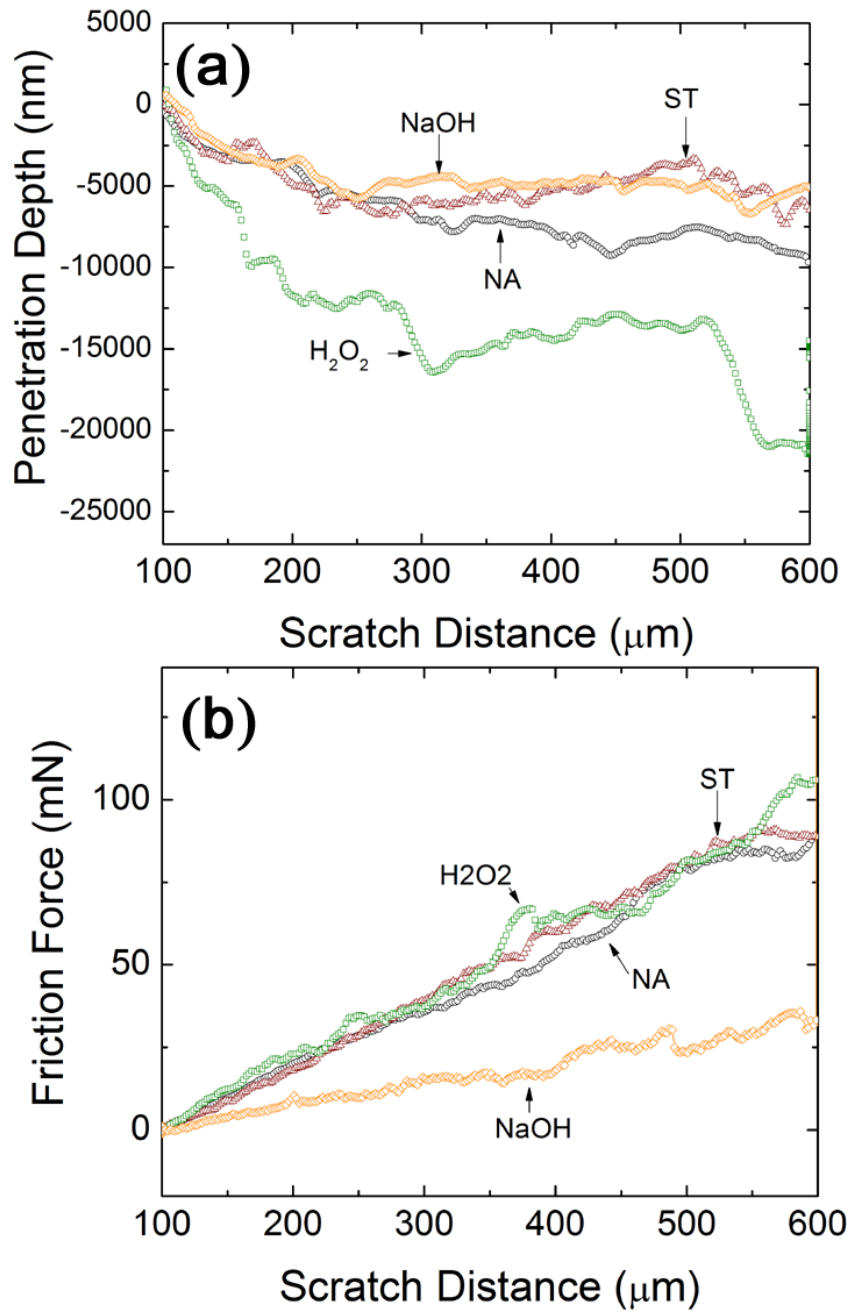 (a)
5000
0
-5000
-10000
-15000
-20000
-25000
Penetration Depth (nm)
NaOH
ST
NA
H₂O₂
100 200 300 400 500 600
Scratch Distance (μm)
(b)
100
50
0
Friction Force (mN)
ST
H2O2
NA
NaOH
100 200 300 400 500 600
Scratch Distance (μm)